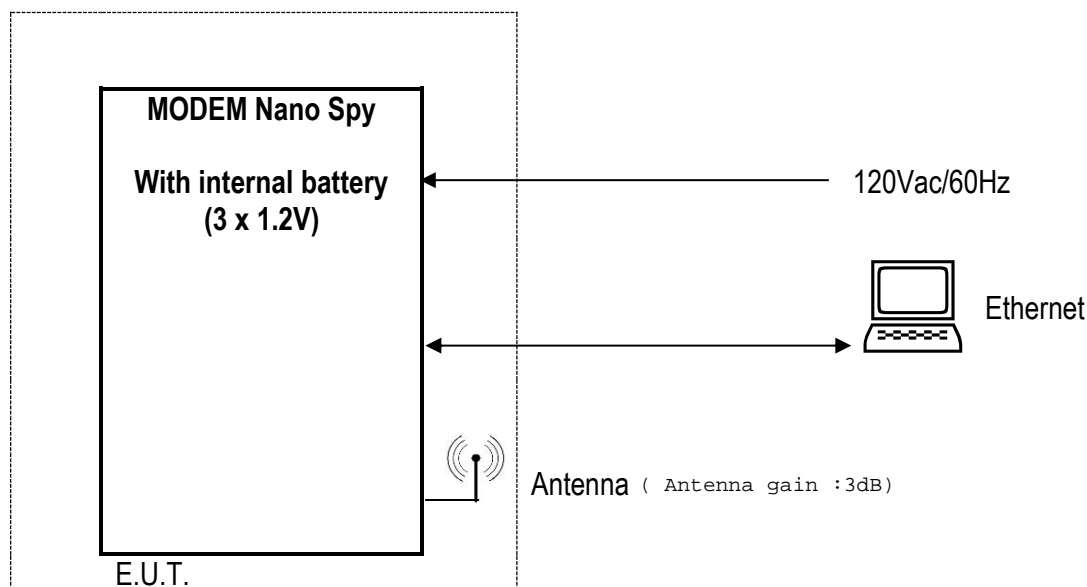 MODEM Nano Spy
With internal battery
(3 x 1.2V)
120Vac/60Hz
Ethernet
Antenna ( Antenna gain :3dB)
E.U.T.